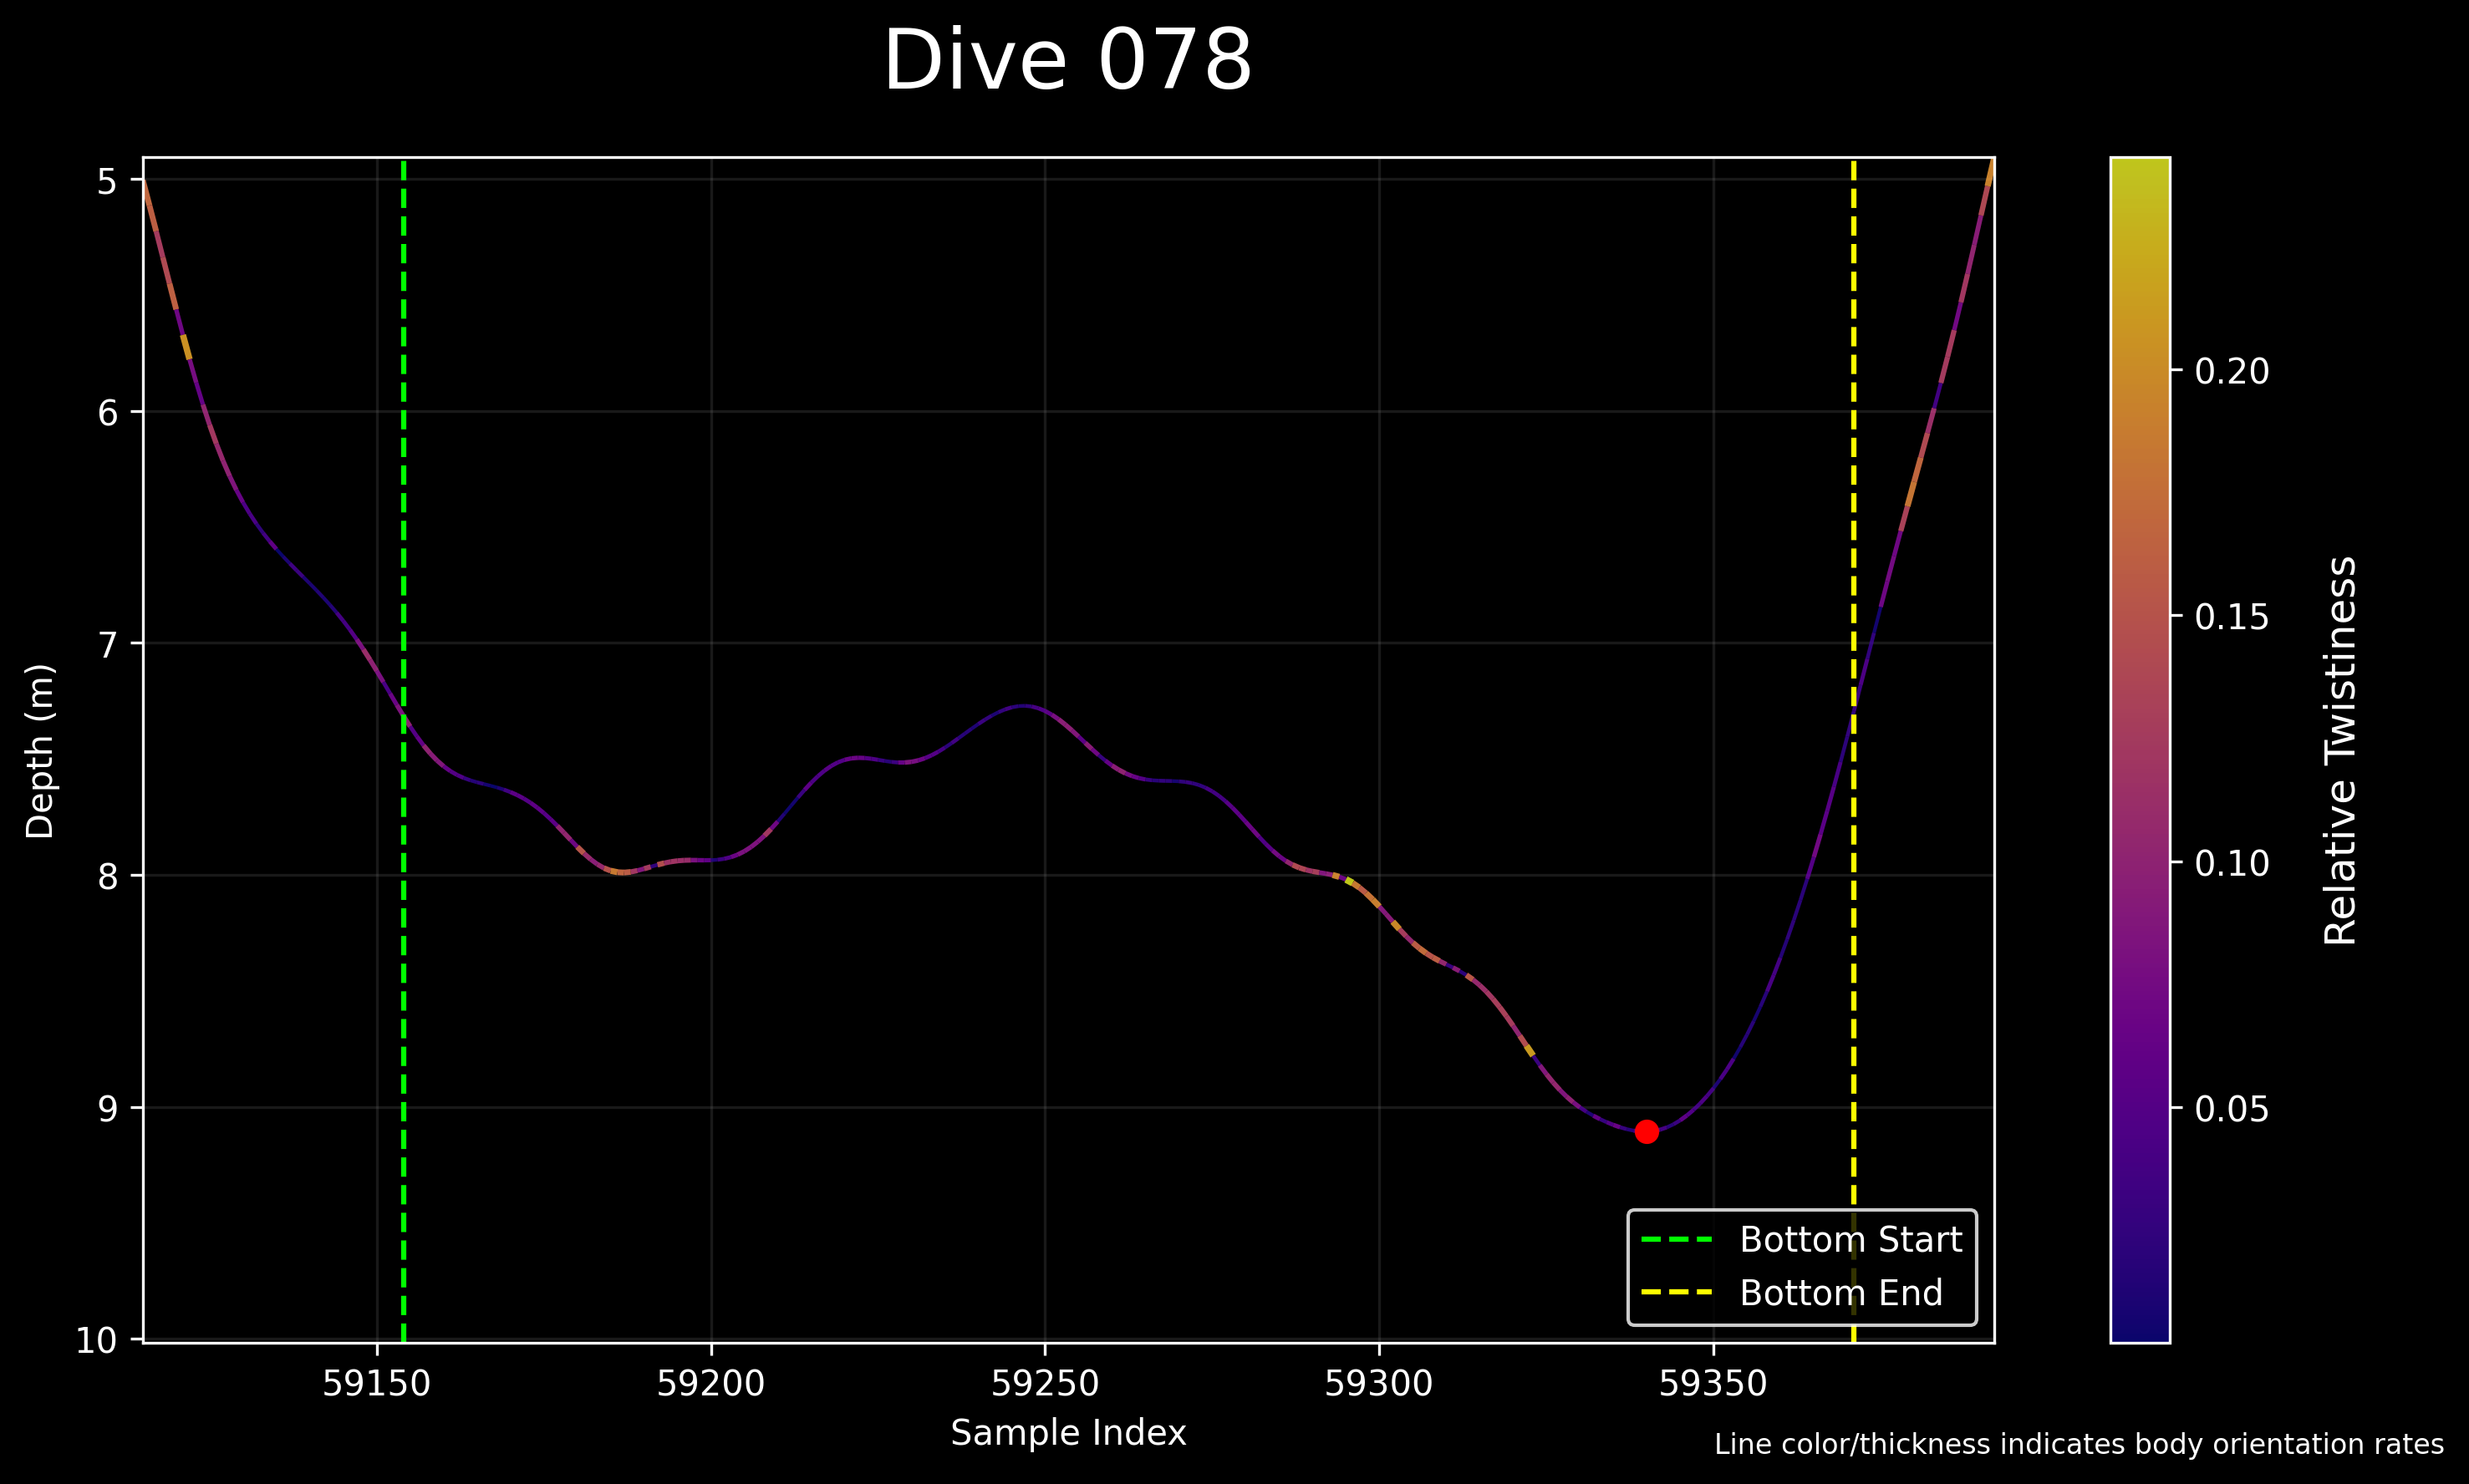 Dive 078
5
6
7
8
9
10
Depth (m)
59150
59200
59250
59300
59350
Sample Index
Bottom Start
Bottom End
0.20
0.15
0.10
0.05
Relative Twistiness
Line color/thickness indicates body orientation rates